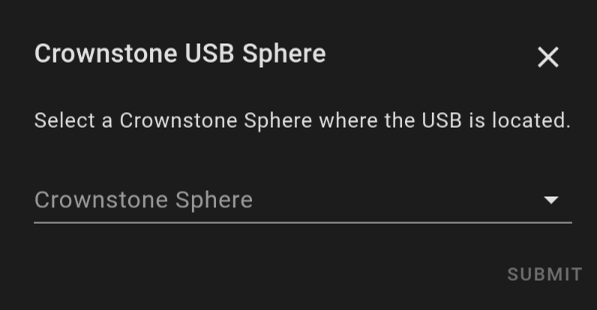 Crownstone USB Sphere
Select a Crownstone Sphere where the USB is located.
Crownstone Sphere
SUBMIT